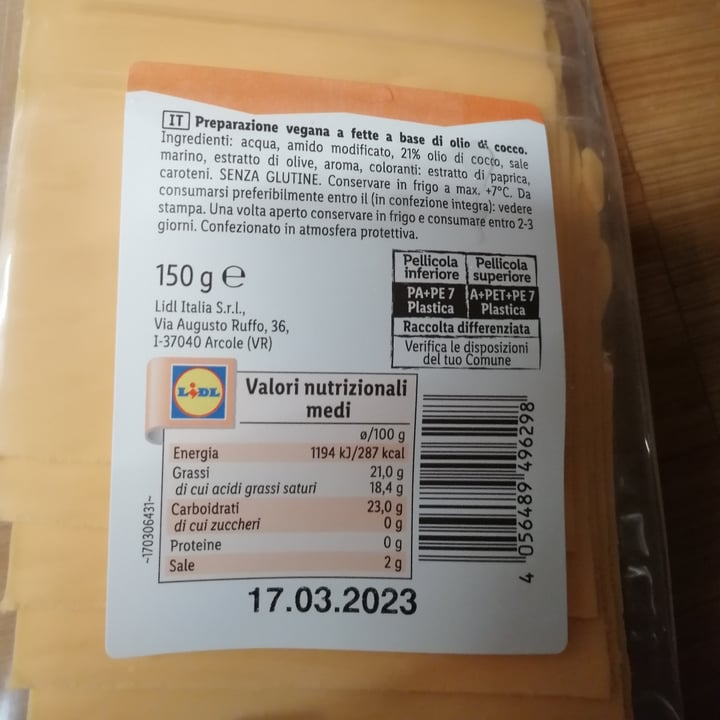 IT Preparazione vegana a fette a base di olio di cocco.
Ingredienti: acqua, amido modificato, 21% olio di cocco, sale
marino, estratto di olive, aroma, coloranti: estratto di paprica,
caroteni. SENZA GLUTINE. Conservare in frigo a max. +7°C. Da
consumarsi preferibilmente entro il (in confezione integra): vedere
stampa. Una volta aperto conservare in frigo e consumare entro 2-3
giorni. Confezionato in atmosfera protettiva.
150 g e
Lidl Italia S.r.l.,
Via Augusto Ruffo, 36,
I-37040 Arcole (VR)
Pellicola inferiore Pellicola superiore
PA+PE 7 Plastica A+PET+PE 7 Plastica
Raccolta differenziata
Verifica le disposizioni
del tuo Comune
LIDL
Valori nutrizionali
medi
ø/100 g
Energia 1194 kJ/287 kcal
Grassi 21,0 g
di cui acidi grassi saturi 18,4 g
Carboidrati 23,0 g
di cui zuccheri 0 g
Proteine 0 g
Sale 2 g
~170306431~
4 056489 496298
17.03.2023